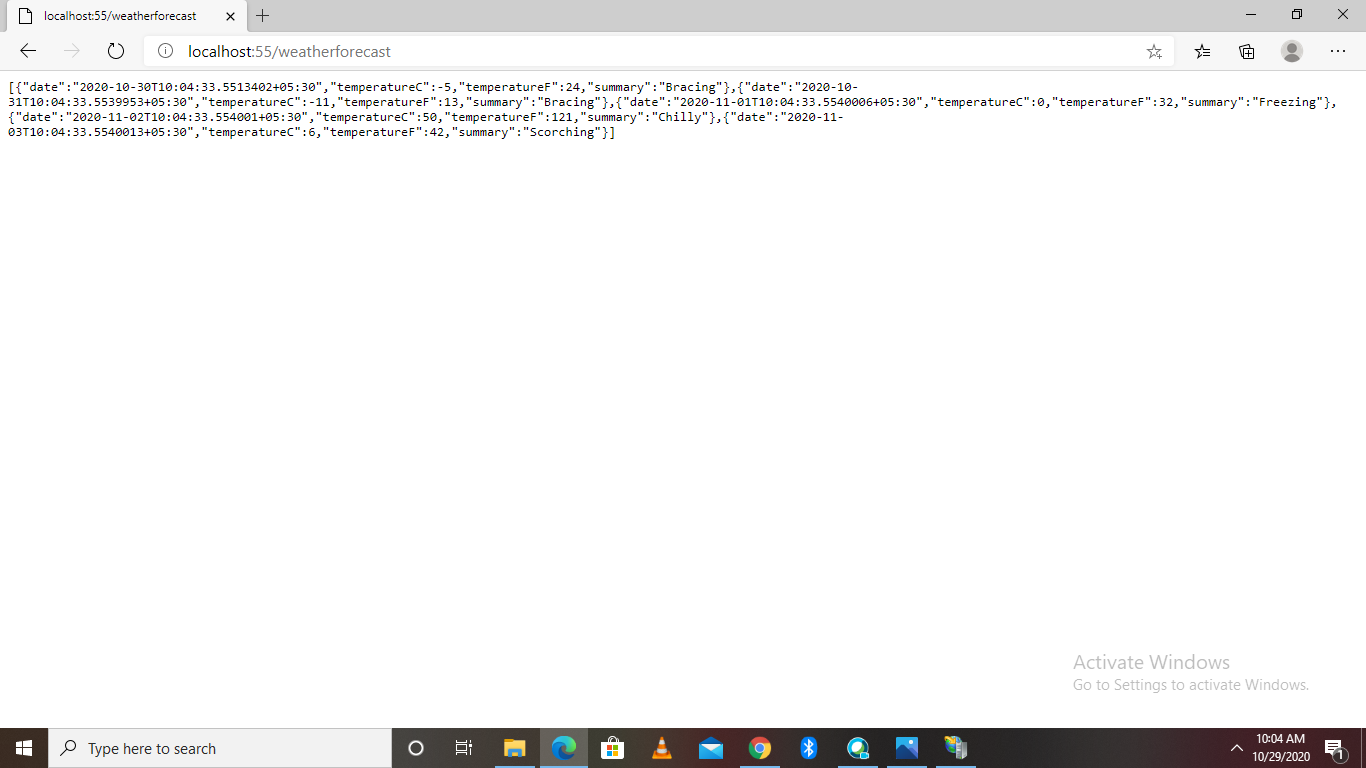 localhost:55/weatherforecast
localhost:55/weatherforecast
[{"date":"2020-10-30T10:04:33.5513402+05:30","temperatureC":-5,"temperatureF":24,"summary":"Bracing"},{"date":"2020-10-
31T10:04:33.5539953+05:30","temperatureC":-11,"temperatureF":13,"summary":"Bracing"},{"date":"2020-11-01T10:04:33.5540006+05:30","temperatureC":0,"temperatureF":32,"summary":"Freezing"},
{"date":"2020-11-02T10:04:33.554001+05:30","temperatureC":50,"temperatureF":121,"summary":"Chilly"},{"date":"2020-11-
03T10:04:33.5540013+05:30","temperatureC":6,"temperatureF":42,"summary":"Scorching"}]
Activate Windows
Go to Settings to activate Windows.
Type here to search
10:04 AM
10/29/2020
1